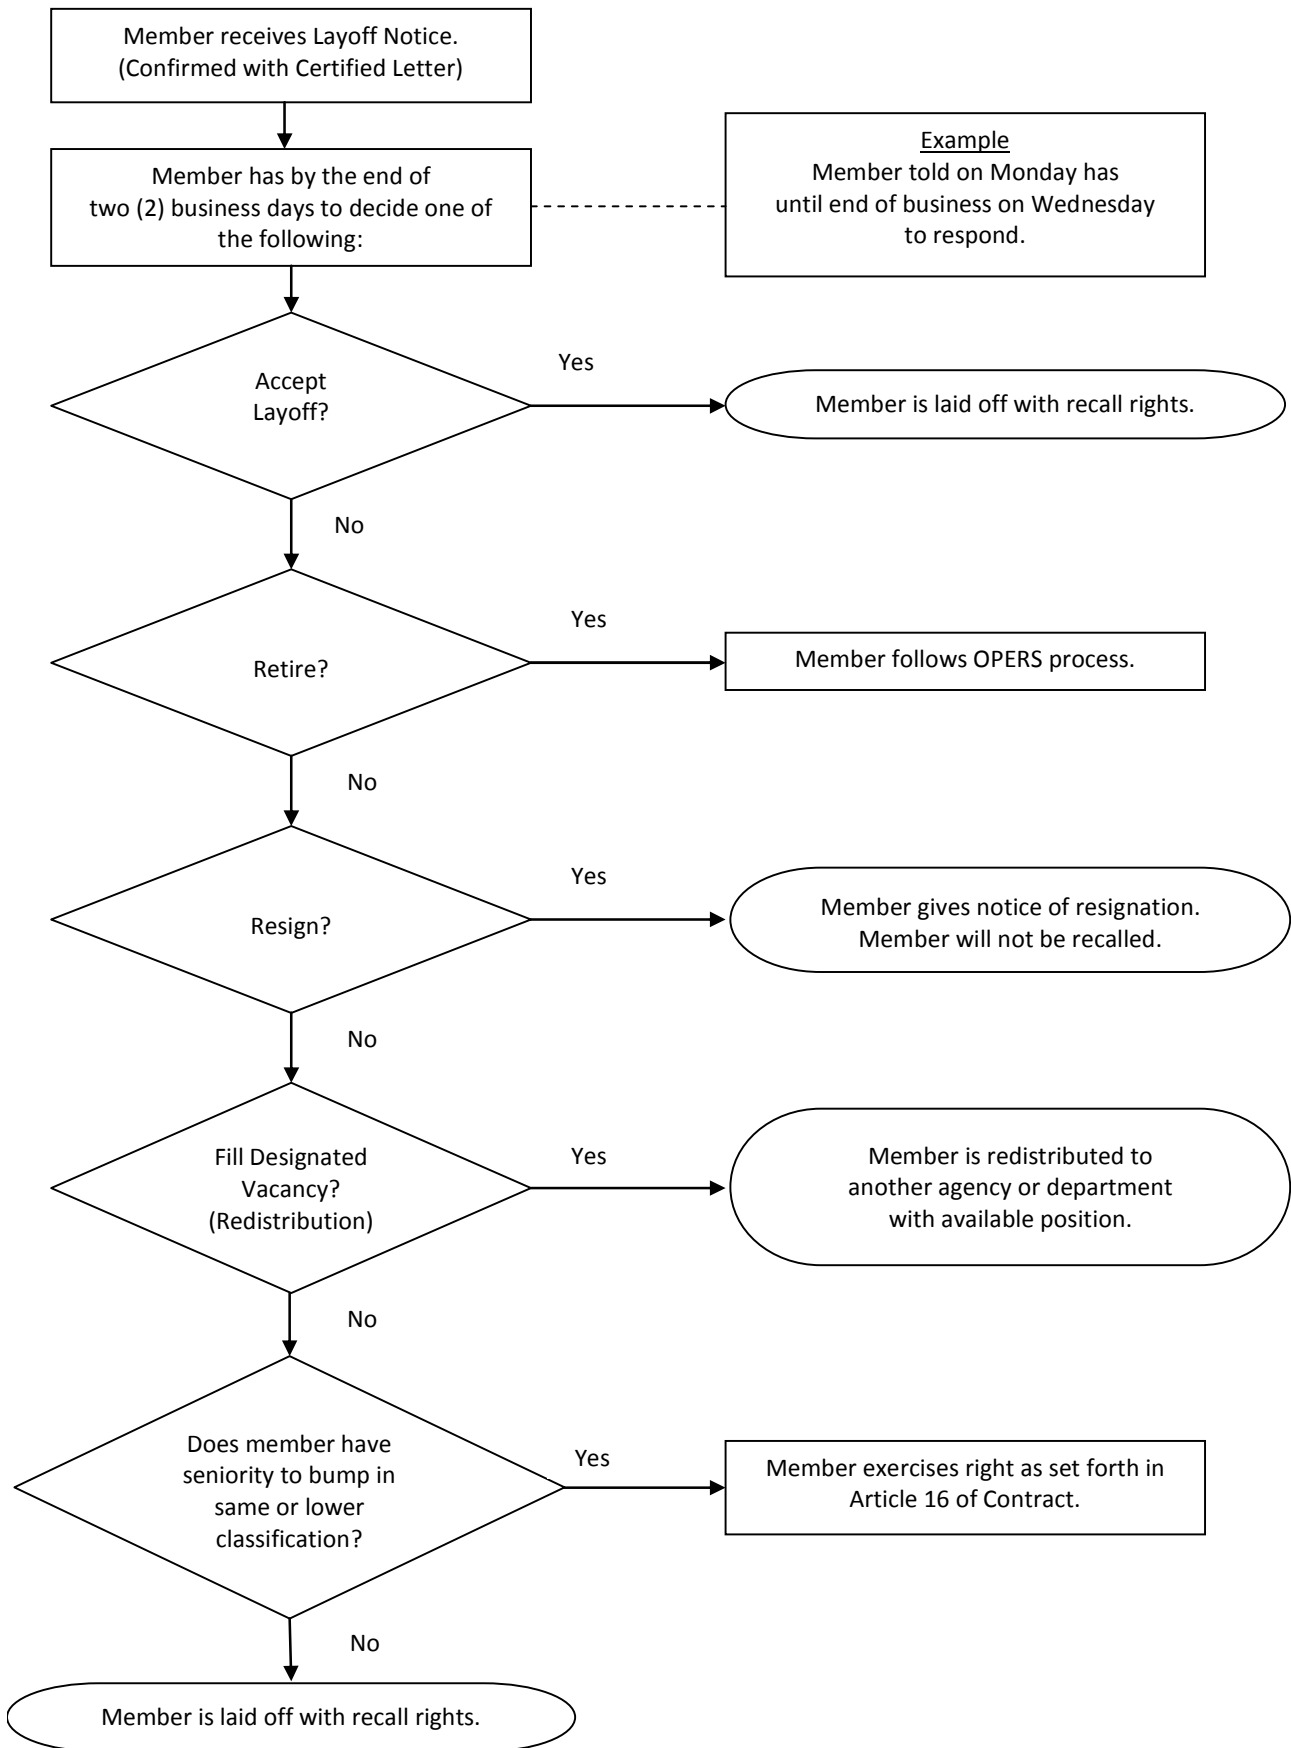 Member receives Layoff Notice.
(Confirmed with Certified Letter)
Member has by the end of
two (2) business days to decide one of
the following:
Example
Member told on Monday has
until end of business on Wednesday
to respond.
Accept
Layoff?
Yes
Member is laid off with recall rights.
No
Retire?
Yes
Member follows OPERS process.
No
Resign?
Yes
Member gives notice of resignation.
Member will not be recalled.
No
Fill Designated
Vacancy?
(Redistribution)
Yes
Member is redistributed to
another agency or department
with available position.
No
Does member have
seniority to bump in
same or lower
classification?
Yes
Member exercises right as set forth in
Article 16 of Contract.
No
Member is laid off with recall rights.